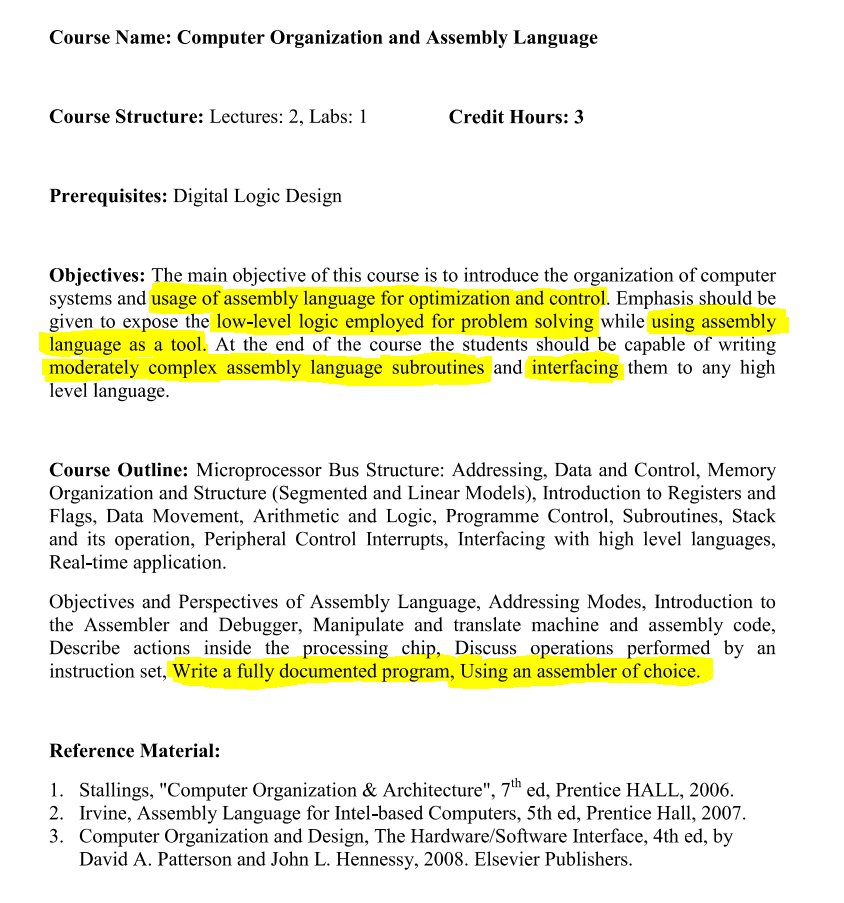 Course Name: Computer Organization and Assembly Language
Course Structure: Lectures: 2, Labs: 1 Credit Hours: 3
Prerequisites: Digital Logic Design
Objectives: The main objective of this course is to introduce the organization of computer
systems and usage of assembly language for optimization and control. Emphasis should be
given to expose the low-level logic employed for problem solving while using assembly
language as a tool. At the end of the course the students should be capable of writing
moderately complex assembly language subroutines and interfacing them to any high
level language.
Course Outline: Microprocessor Bus Structure: Addressing, Data and Control, Memory
Organization and Structure (Segmented and Linear Models), Introduction to Registers and
Flags, Data Movement, Arithmetic and Logic, Programme Control, Subroutines, Stack
and its operation, Peripheral Control Interrupts, Interfacing with high level languages,
Real-time application.
Objectives and Perspectives of Assembly Language, Addressing Modes, Introduction to
the Assembler and Debugger, Manipulate and translate machine and assembly code,
Describe actions inside the processing chip, Discuss operations performed by an
instruction set, Write a fully documented program, Using an assembler of choice.
Reference Material:
1. Stallings, "Computer Organization & Architecture", 7th ed, Prentice HALL, 2006.
2. Irvine, Assembly Language for Intel-based Computers, 5th ed, Prentice Hall, 2007.
3. Computer Organization and Design, The Hardware/Software Interface, 4th ed, by
David A. Patterson and John L. Hennessy, 2008. Elsevier Publishers.